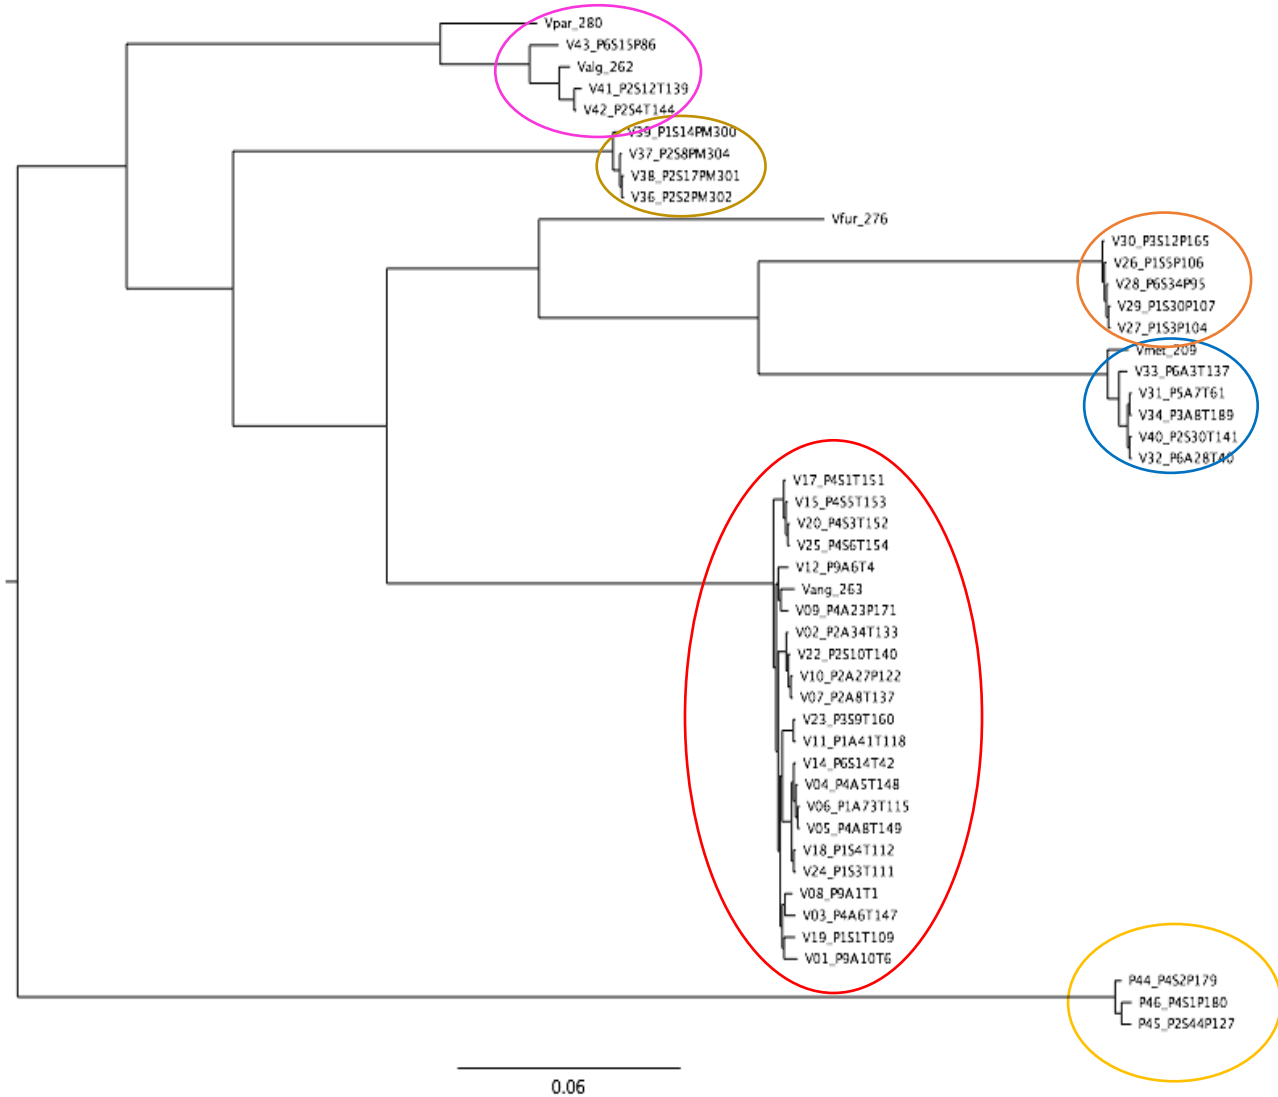 Vpar_280
V43_P6S15P86
Valg_262
V41_P2S12T139
V42_P2S4T144
V39_P1S14PM300
V37_P2S8PM304
V38_P2S17PM301
V36_P2S2PM302
Vfur_276
V30_P3S12P165
V26_P1S5P106
V28_P6S34P95
V29_P1S30P107
V27_P1S3P104
Vmet_209
V33_P6A3T137
V31_P5A7T61
V34_P3A8T189
V40_P2S30T141
V32_P6A28T40
V17_P4S1T151
V15_P4S5T153
V20_P4S3T152
V25_P4S6T154
V12_P9A6T4
Vang_263
V09_P4A23P171
V02_P2A34T133
V22_P2S10T140
V10_P2A27P122
V07_P2A8T137
V23_P3S9T160
V11_P1A41T118
V14_P6S14T42
V04_P4A5T148
V06_P1A73T115
V05_P4A8T149
V18_P1S4T112
V24_P1S3T111
V08_P9A1T1
V03_P4A6T147
V19_P1S1T109
V01_P9A10T6
P44_P4S2P179
P46_P4S1P180
P45_P2S44P127
0.06